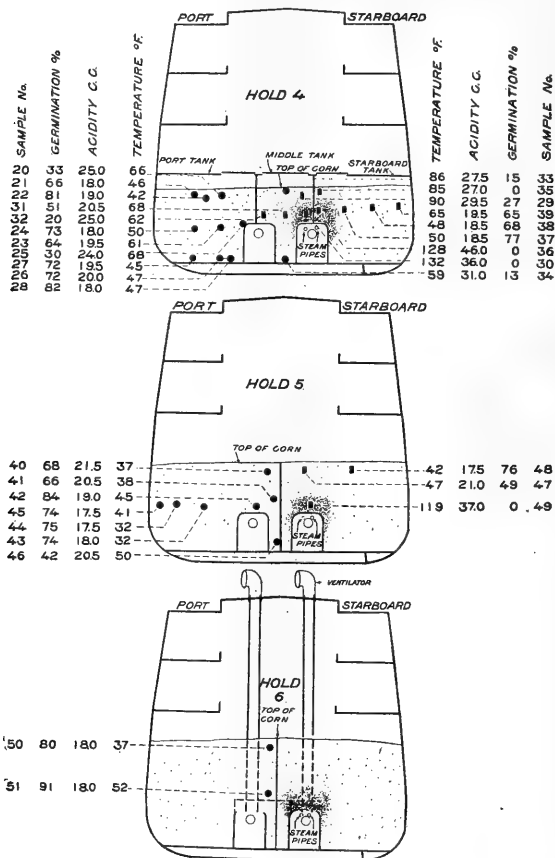 PORT STARBOARD
HOLD 4
SAMPLE No. GERMINATION % ACIDITY C.C. TEMPERATURE °F.
TEMPERATURE °F. ACIDITY C.C. GERMINATION % SAMPLE No.
PORT TANK
MIDDLE TANK
TOP OF CORN
STARBOARD TANK
20 33 25.0 66
21 66 18.0 46
22 81 19.0 42
31 51 20.5 68
32 20 25.0 62
24 73 18.0 50
23 64 19.5 61
25 30 24.0 68
27 72 19.5 45
26 72 20.0 47
28 82 18.0 47
86 27.5 15 33
85 27.0 0 35
90 29.5 27 29
65 19.5 65 39
48 18.5 68 38
50 18.5 77 37
128 46.0 0 36
132 36.0 0 30
59 31.0 13 34
STEAM
PIPES
PORT STARBOARD
HOLD 5
TOP OF CORN
40 68 21.5 37
41 66 20.5 38
42 84 19.0 45
45 74 17.5 41
44 75 17.5 32
43 74 18.0 32
46 42 20.5 50
42 17.5 76 48
47 21.0 49 47
119 37.0 0 49
STEAM
PIPES
VENTILATOR
PORT STARBOARD
HOLD
6
TOP OF
CORN
50 80 18.0 37
51 91 18.0 52
STEAM
PIPES